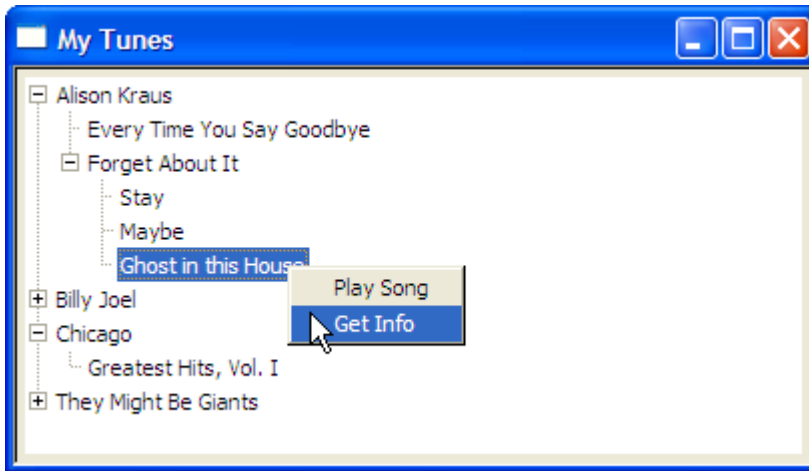 My Tunes
Alison Kraus
Every Time You Say Goodbye
Forget About It
Stay
Maybe
Ghost in this House
Play Song
Billy Joel
Get Info
Chicago
Greatest Hits, Vol. I
They Might Be Giants